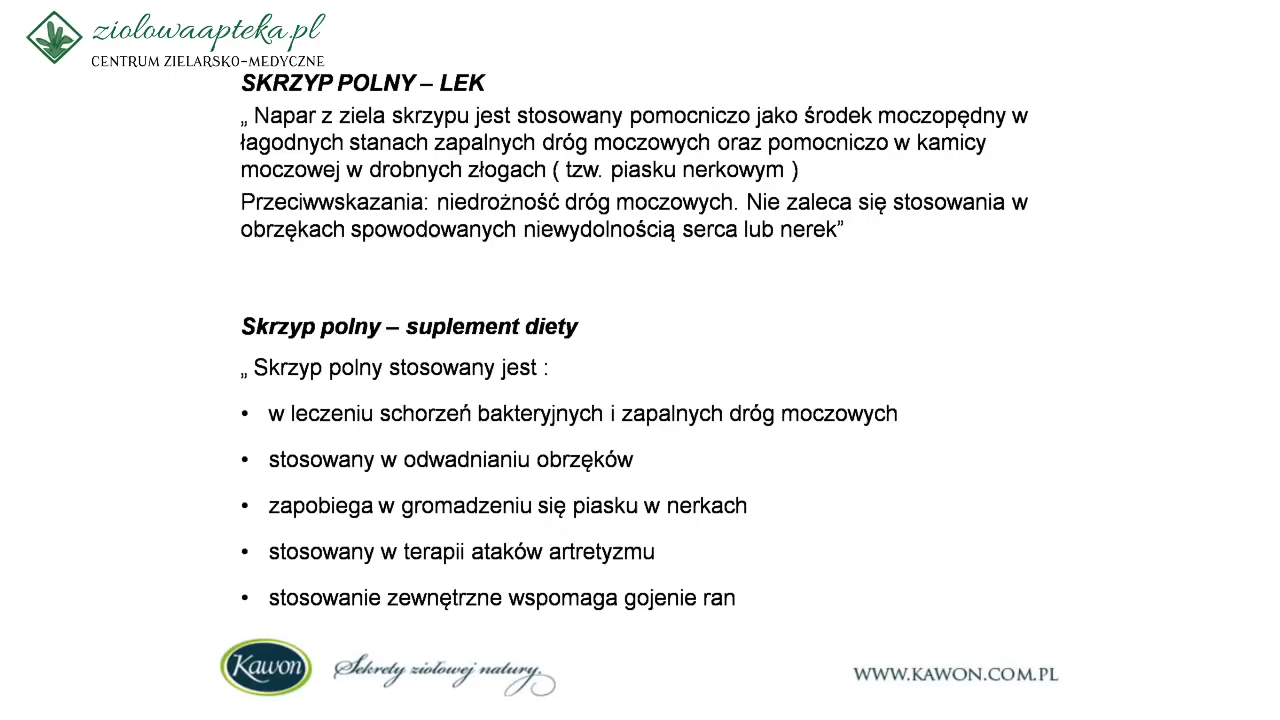 ziolowaapteka.pl
CENTRUM ZIELARSKO-MEDYCZNE
SKRZYP POLNY – LEK
„ Napar z ziela skrzypu jest stosowany pomocniczo jako środek moczopędny w
łagodnych stanach zapalnych dróg moczowych oraz pomocniczo w kamicy
moczowej w drobnych złogach ( tzw. piasku nerkowym )
Przeciwwskazania: niedrożność dróg moczowych. Nie zaleca się stosowania w
obrzękach spowodowanych niewydolnością serca lub nerek”
Skrzyp polny – suplement diety
„ Skrzyp polny stosowany jest :
• w leczeniu schorzeń bakteryjnych i zapalnych dróg moczowych
• stosowany w odwadnianiu obrzęków
• zapobiega w gromadzeniu się piasku w nerkach
• stosowany w terapii ataków artretyzmu
• stosowanie zewnętrzne wspomaga gojenie ran
Kawon Sekrety ziołowej natury. WWW.KAWON.COM.PL